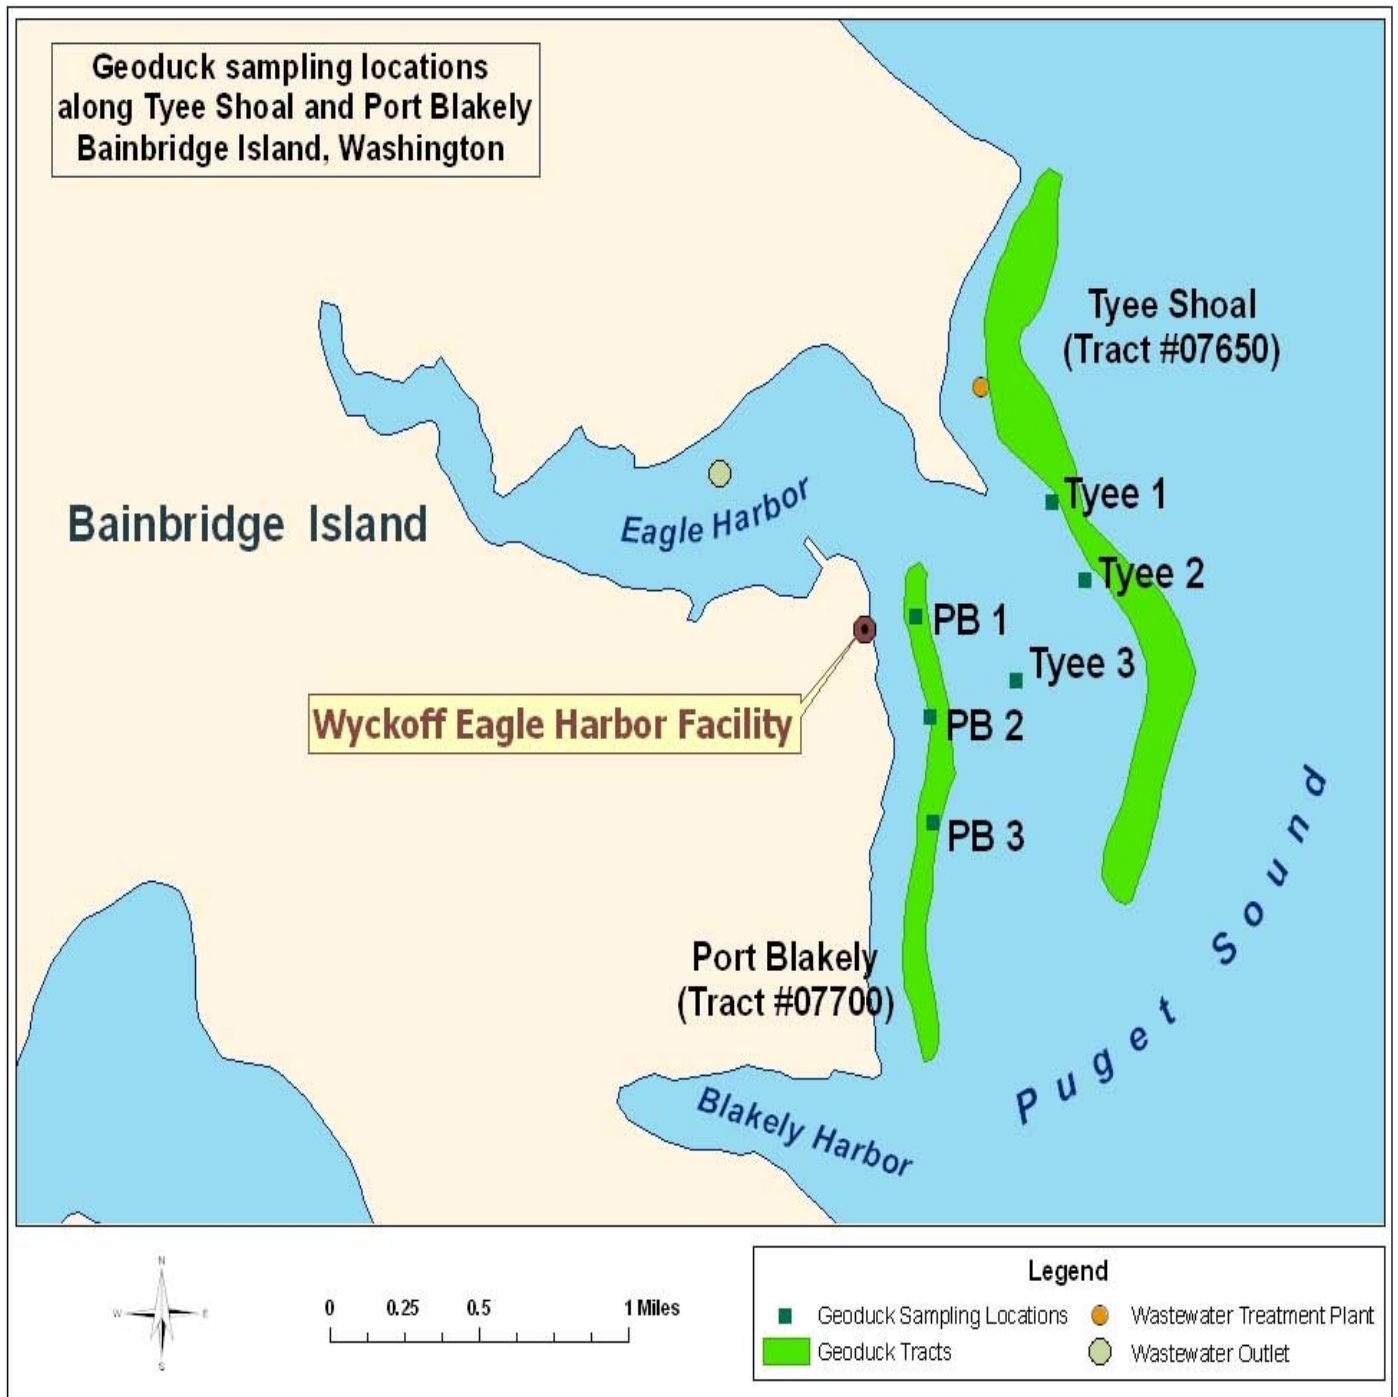 Geoduck sampling locations
along Tyee Shoal and Port Blakely
Bainbridge Island, Washington
Tyee Shoal
(Tract #07650)
Bainbridge Island
Eagle Harbor
Tyee 1
Tyee 2
PB 1
Tyee 3
Wyckoff Eagle Harbor Facility
PB 2
PB 3
Port Blakely
(Tract #07700)
Puget Sound
Blakely Harbor
N
W E
S
0 0.25 0.5 1 Miles
Legend
Geoduck Sampling Locations
Wastewater Treatment Plant
Geoduck Tracts
Wastewater Outlet